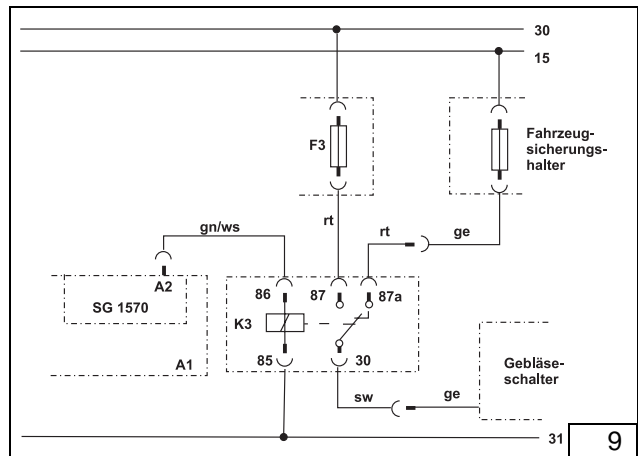 30
15
F3
Fahrzeug-
sicherungs-
halter
rt
gn/ws
rt
ge
A2
SG 1570
A1
86
87
87a
K3
85
30
Gebläse-
schalter
sw
ge
31
9